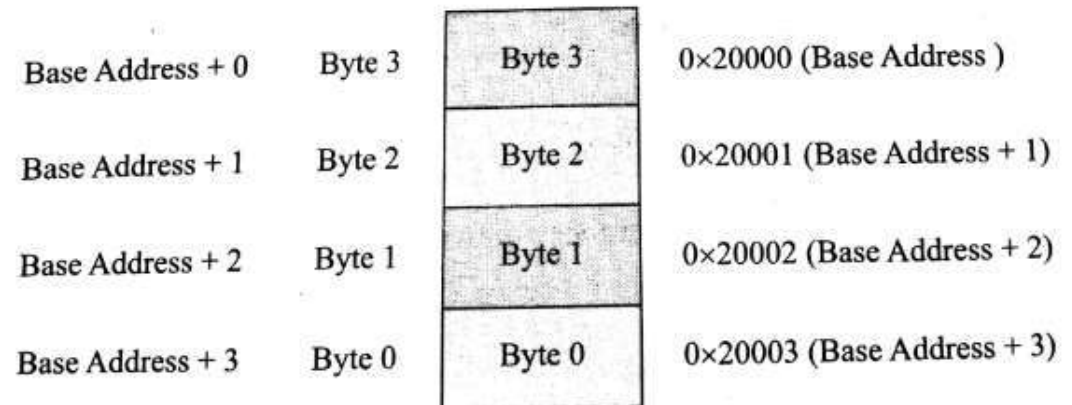 Base Address + 0 Byte 3 Byte 3 0×20000 (Base Address )
Base Address + 1 Byte 2 Byte 2 0×20001 (Base Address + 1)
Base Address + 2 Byte 1 Byte 1 0×20002 (Base Address + 2)
Base Address + 3 Byte 0 Byte 0 0×20003 (Base Address + 3)